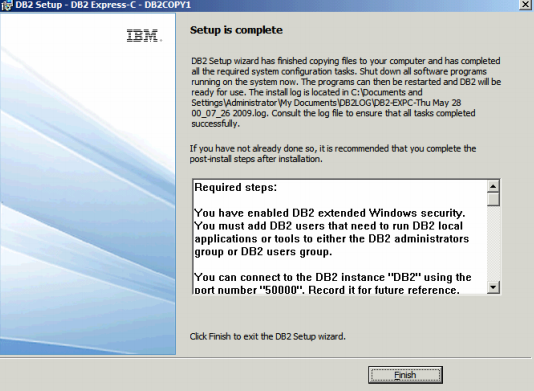 DB2 Setup - DB2 Express-C - DB2COPY1
IBM.
Setup is complete
DB2 Setup wizard has finished copying files to your computer and has completed
all the required system configuration tasks. Shut down all software programs
running on the system now. The programs can then be restarted and DB2 will be
ready for use. The install log is located in C:\Documents and
Settings\Administrator\My Documents\DB2LOG\DB2-EXPC-Thu May 28
00_07_26 2009.log. Consult the log file to ensure that all tasks completed
successfully.
If you have not already done so, it is recommended that you complete the
post-install steps after installation.
Required steps:
You have enabled DB2 extended Windows security.
You must add DB2 users that need to run DB2 local
applications or tools to either the DB2 administrators
group or DB2 users group.
You can connect to the DB2 instance "DB2" using the
port number "50000". Record it for future reference.
Click Finish to exit the DB2 Setup wizard.
Finish